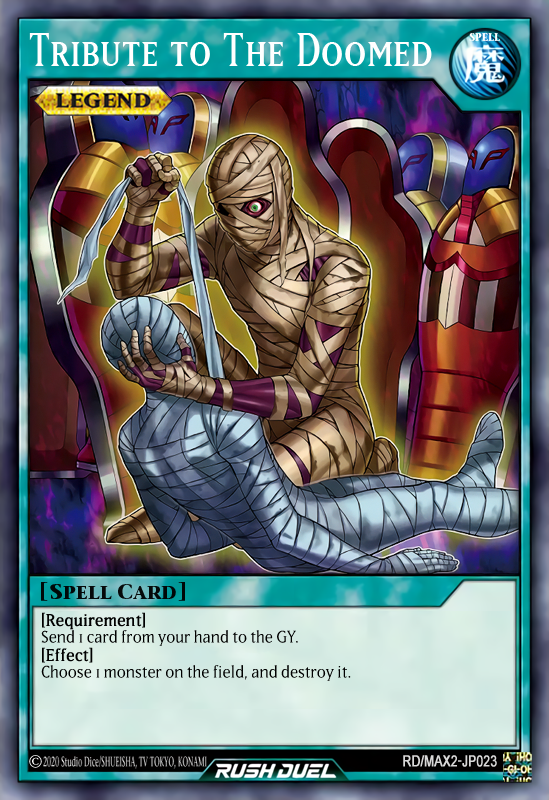 Tribute to The Doomed
SPELL
魔
LEGEND
[Spell Card]
[Requirement]
Send 1 card from your hand to the GY.
[Effect]
Choose 1 monster on the field, and destroy it.
©2020 Studio Dice/SHUEISHA, TV TOKYO, KONAMI
RUSH DUEL
RD/MAX2-JP023